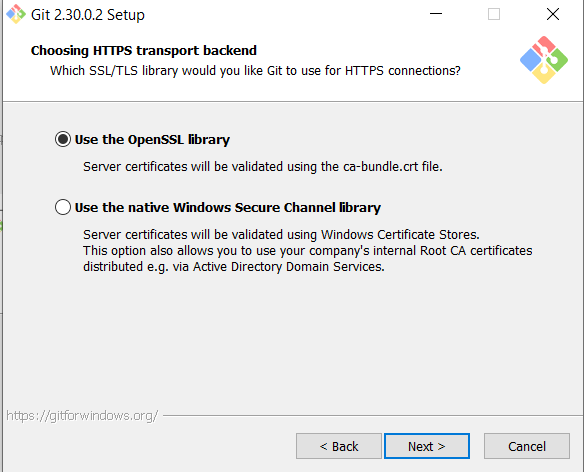 Git 2.30.0.2 Setup
Choosing HTTPS transport backend
Which SSL/TLS library would you like Git to use for HTTPS connections?
Use the OpenSSL library
Server certificates will be validated using the ca-bundle.crt file.
Use the native Windows Secure Channel library
Server certificates will be validated using Windows Certificate Stores.
This option also allows you to use your company's internal Root CA certificates
distributed e.g. via Active Directory Domain Services.
https://gitforwindows.org/
< Back
Next >
Cancel